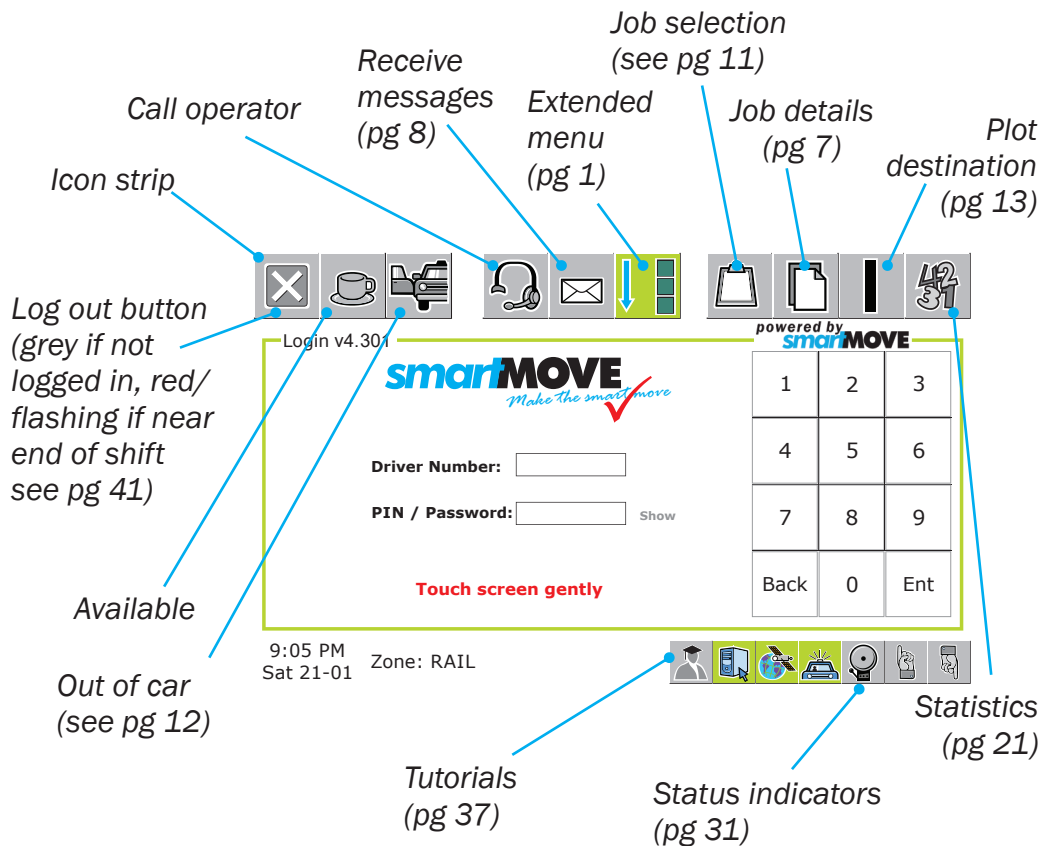 Job selection
(see pg 11)
Receive
messages
(pg 8)
Extended
menu
(pg 1)
Job details
(pg 7)
Plot
destination
(pg 13)
Call operator
Icon strip
Log out button
(grey if not
logged in, red/
flashing if near
end of shift
see pg 41)
4 2
3 1
Login v4.301
powered by
smartMOVE
smartMOVE
Make the smart move
1 2 3
Driver Number:
4 5 6
PIN / Password:
Show
7 8 9
Touch screen gently
Back 0 Ent
Available
9:05 PM
Sat 21-01
Zone: RAIL
Out of car
(see pg 12)
Statistics
(pg 21)
Tutorials
(pg 37)
Status indicators
(pg 31)